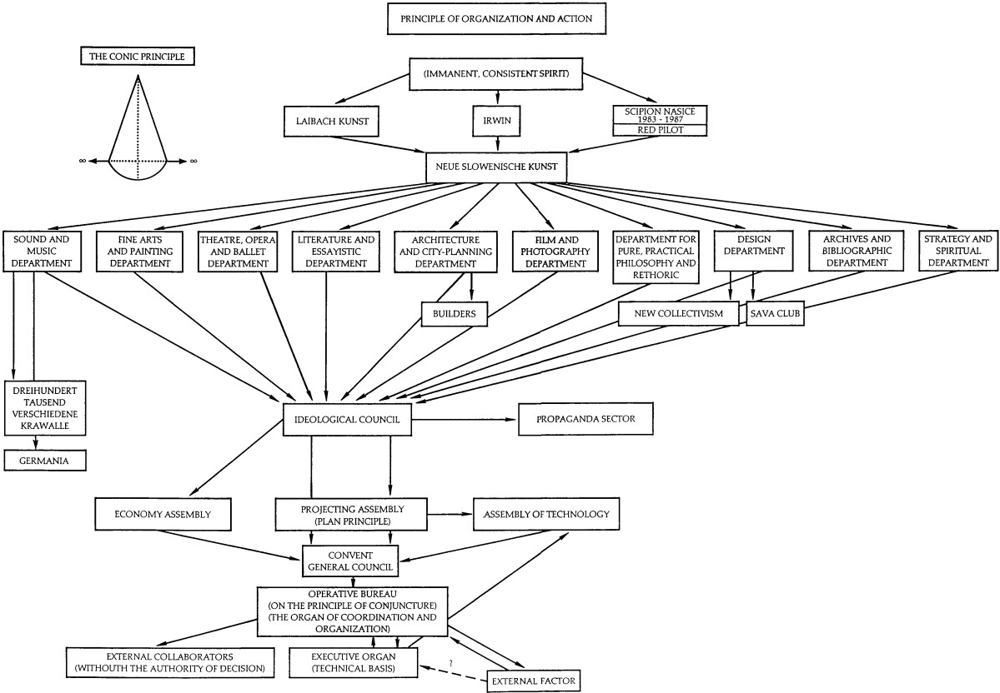 PRINCIPLE OF ORGANIZATION AND ACTION
THE CONIC PRINCIPLE
∞
∞
(IMMANENT, CONSISTENT SPIRIT)
LAIBACH KUNST
IRWIN
SCIPION NASICE
1983 - 1987
RED PILOT
NEUE SLOWENISCHE KUNST
SOUND AND
MUSIC
DEPARTMENT
FINE ARTS
AND PAINTING
DEPARTMENT
THEATRE, OPERA
AND BALLET
DEPARTMENT
LITERATURE AND
ESSAYISTIC
DEPARTMENT
ARCHITECTURE
AND CITY-PLANNING
DEPARTMENT
FILM AND
PHOTOGRAPHY
DEPARTMENT
DEPARTMENT FOR
PURE, PRACTICAL
PHILOSOPHY AND
RETHORIC
DESIGN
DEPARTMENT
ARCHIVES AND
BIBLIOGRAPHIC
DEPARTMENT
STRATEGY AND
SPIRITUAL
DEPARTMENT
BUILDERS
NEW COLLECTIVISM
SAVA CLUB
DREIHUNDERT
TAUSEND
VERSCHIEDENE
KRAWALLE
GERMANIA
IDEOLOGICAL COUNCIL
PROPAGANDA SECTOR
ECONOMY ASSEMBLY
PROJECTING ASSEMBLY
(PLAN PRINCIPLE)
ASSEMBLY OF TECHNOLOGY
CONVENT
GENERAL COUNCIL
OPERATIVE BUREAU
(ON THE PRINCIPLE OF CONJUNCTURE)
(THE ORGAN OF COORDINATION AND
ORGANIZATION)
EXTERNAL COLLABORATORS
(WITHOUTH THE AUTHORITY OF DECISION)
EXECUTIVE ORGAN
(TECHNICAL BASIS)
?
EXTERNAL FACTOR